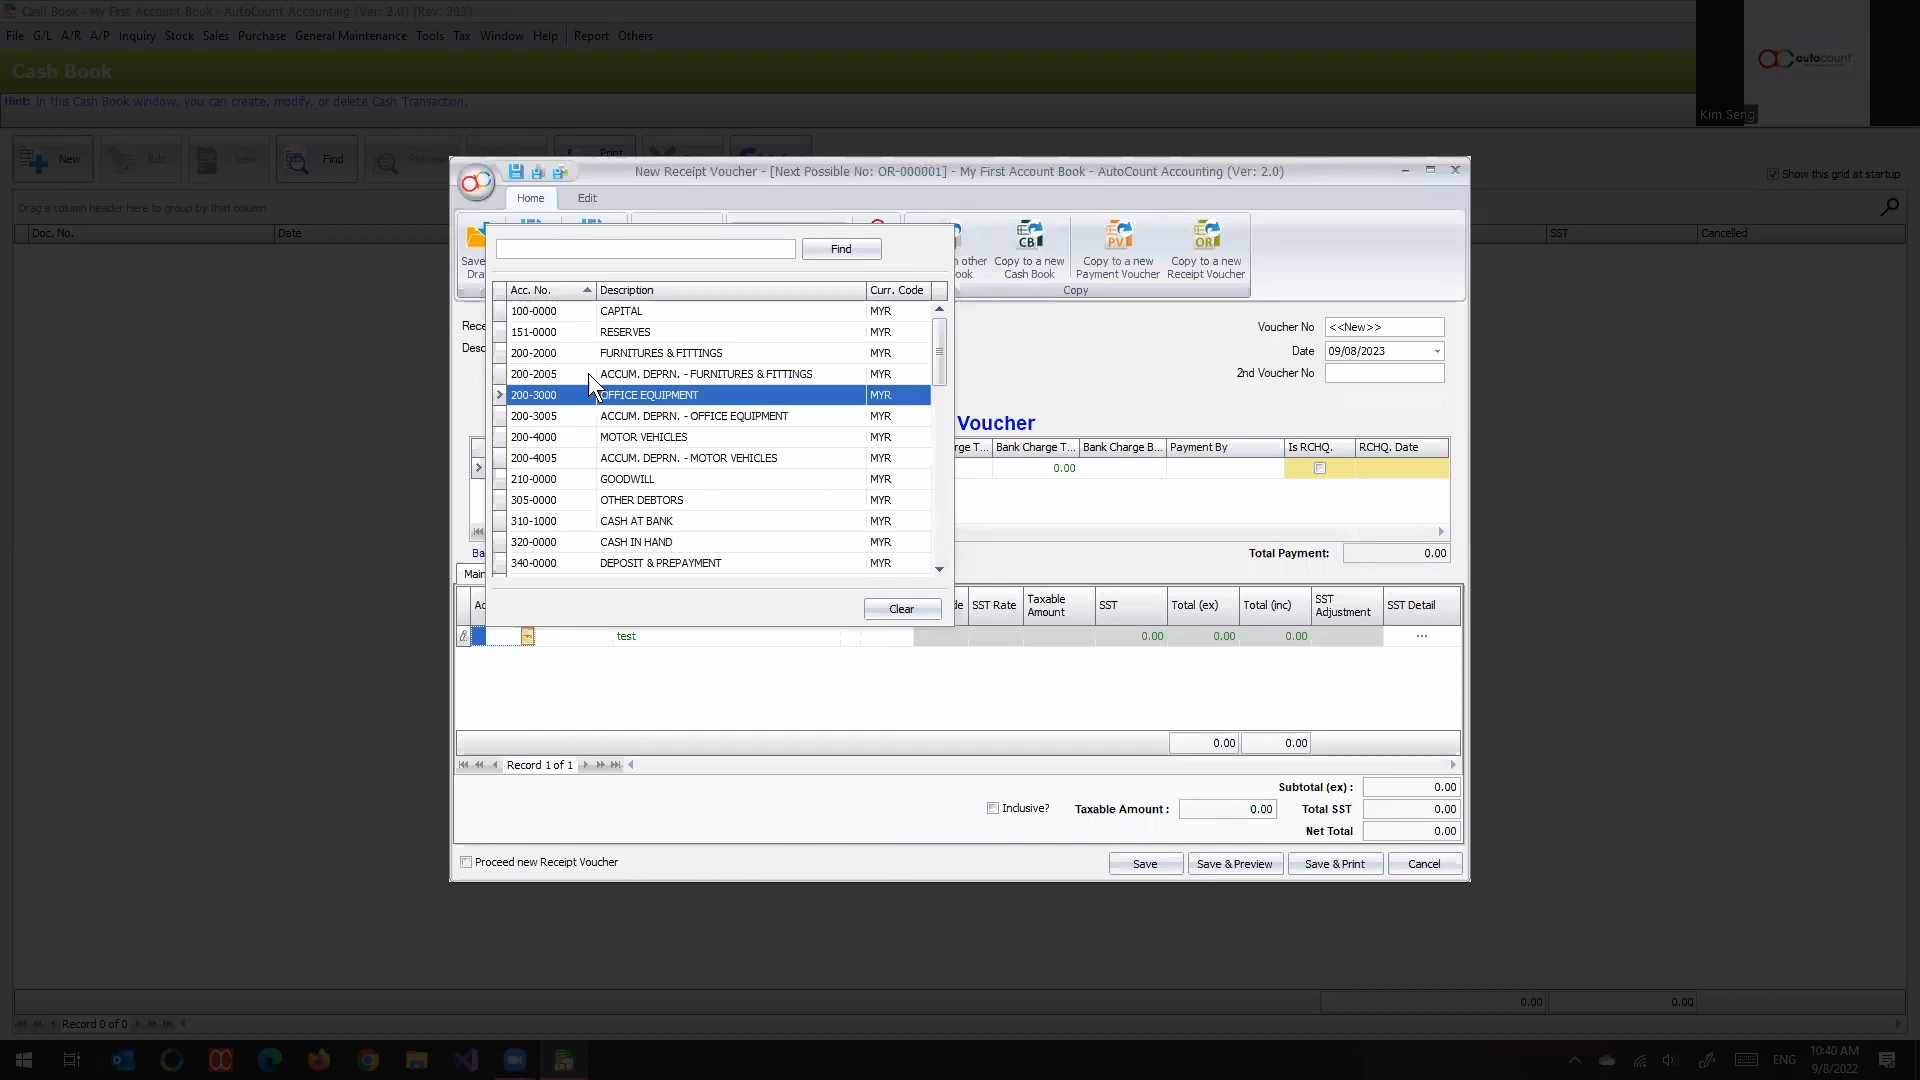 Cash Book - My First Account Book - AutoCount Accounting (Ver: 2.0) [Rev: 203]
File G/L A/R A/P Inquiry Stock Sales Purchase General Maintenance Tools Tax Window Help Report Others
autocount
Cash Book
Hint: In this Cash Book window, you can create, modify, or delete Cash Transaction.
Kim Seng
New Edit View Find Preview Print
Show this grid at startup
New Receipt Voucher - [Next Possible No: OR-000001] - My First Account Book - AutoCount Accounting (Ver: 2.0)
Home Edit
Drag a column header here to group by that column
Doc. No. Date SST Cancelled
Find
CB PV OR
Save Copy to a new Copy to a new Copy to a new
Cash Book Payment Voucher Receipt Voucher
Copy
Acc. No. Description Curr. Code
100-0000 CAPITAL MYR
151-0000 RESERVES MYR
200-2000 FURNITURES & FITTINGS MYR
200-2005 ACCUM. DEPRN. - FURNITURES & FITTINGS MYR
200-3000 OFFICE EQUIPMENT MYR
200-3005 ACCUM. DEPRN. - OFFICE EQUIPMENT MYR
200-4000 MOTOR VEHICLES MYR
200-4005 ACCUM. DEPRN. - MOTOR VEHICLES MYR
210-0000 GOODWILL MYR
305-0000 OTHER DEBTORS MYR
310-1000 CASH AT BANK MYR
320-0000 CASH IN HAND MYR
340-0000 DEPOSIT & PREPAYMENT MYR
Clear
Voucher No <<New>>
Date 09/08/2023
2nd Voucher No
Voucher
Bank Charge T... Bank Charge B... Payment By Is RCHQ. RCHQ. Date
0.00
Total Payment: 0.00
Main
SST Rate Taxable Amount SST Total (ex) Total (inc) SST Adjustment SST Detail
test 0.00 0.00 0.00 ...
0.00 0.00
Record 1 of 1
Subtotal (ex) : 0.00
Inclusive? Taxable Amount : 0.00 Total SST 0.00
Net Total 0.00
Proceed new Receipt Voucher Save Save & Preview Save & Print Cancel
0.00 0.00
Record 0 of 0
ENG 10:40 AM
9/8/2022